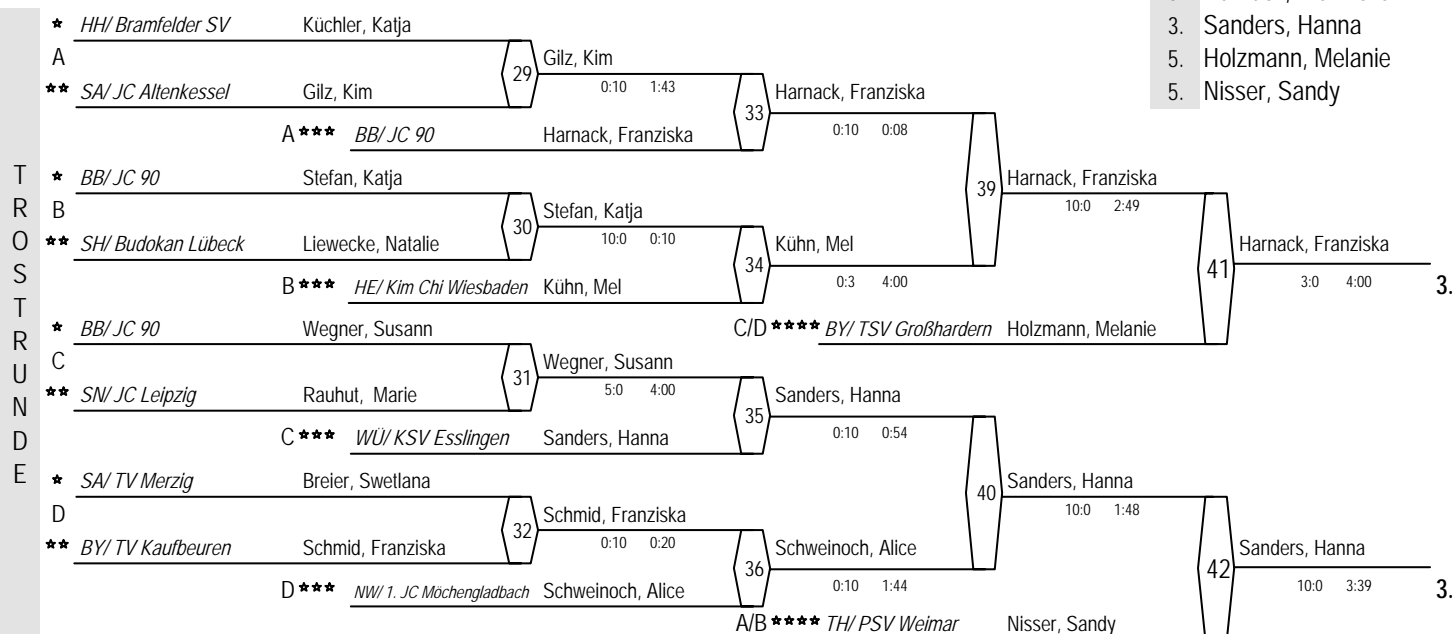 3. Sanders, Hanna
5. Holzmann, Melanie
5. Nisser, Sandy
TROSTRUNDE
* HH/ Bramfelder SV Küchler, Katja
A
29 Gilz, Kim
0:10 1:43
** SA/ JC Altenkessel Gilz, Kim
33 Harnack, Franziska
0:10 0:08
A *** BB/ JC 90 Harnack, Franziska
* BB/ JC 90 Stefan, Katja
39 Harnack, Franziska
10:0 2:49
B
30 Stefan, Katja
10:0 0:10
** SH/ Budokan Lübeck Liewecke, Natalie
34 Kühn, Mel
0:3 4:00
41 Harnack, Franziska
3:0 4:00 3.
B *** HE/ Kim Chi Wiesbaden Kühn, Mel
* BB/ JC 90 Wegner, Susann
C/D **** BY/ TSV Großhardern Holzmann, Melanie
C
31 Wegner, Susann
5:0 4:00
** SN/ JC Leipzig Rauhut, Marie
35 Sanders, Hanna
0:10 0:54
C *** WÜ/ KSV Esslingen Sanders, Hanna
* SA/ TV Merzig Breier, Swetlana
40 Sanders, Hanna
10:0 1:48
D
32 Schmid, Franziska
0:10 0:20
** BY/ TV Kaufbeuren Schmid, Franziska
36 Schweinoch, Alice
0:10 1:44
42 Sanders, Hanna
10:0 3:39 3.
D *** NW/ 1. JC Möchengladbach Schweinoch, Alice
A/B **** TH/ PSV Weimar Nisser, Sandy